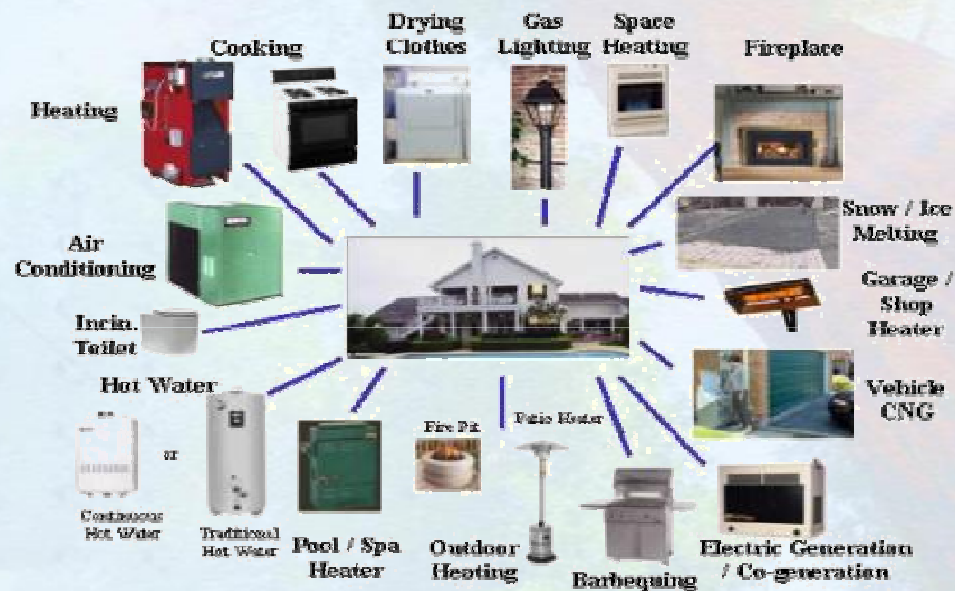 Cooking
Drying
Clothes
Gas
Lighting
Space
Heating
Fireplace
Heating
Snow / Ice
Melting
Air
Conditioning
Garage /
Shop
Heater
Incin.
Toilet
Hot Water
Vehicle
CNG
Fire Pit
Patio Heater
or
Continuous
Hot Water
Traditional
Hot Water
Pool / Spa
Heater
Outdoor
Heating
Barbequing
Electric Generation
/ Co-generation